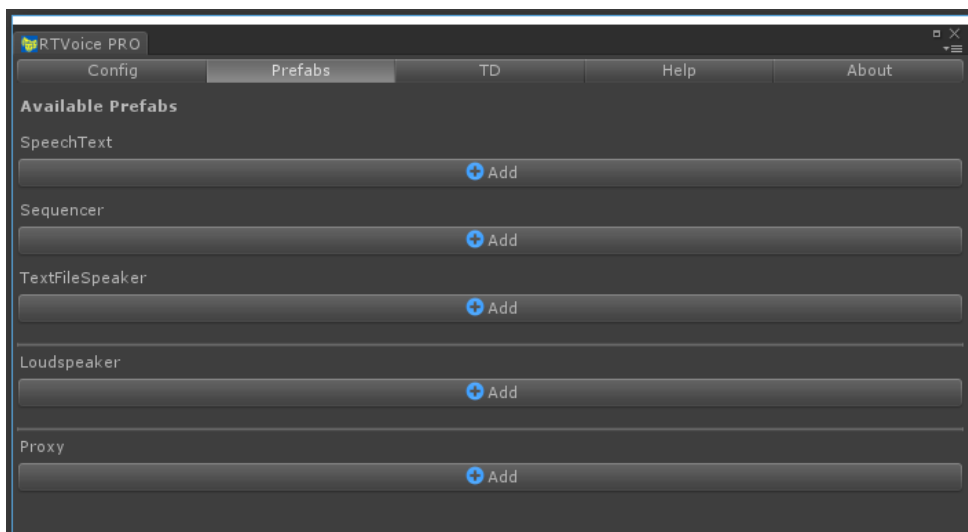 RTVoice PRO
Config Prefabs TD Help About
Available Prefabs
SpeechText
Add
Sequencer
Add
TextFileSpeaker
Add
Loudspeaker
Add
Proxy
Add